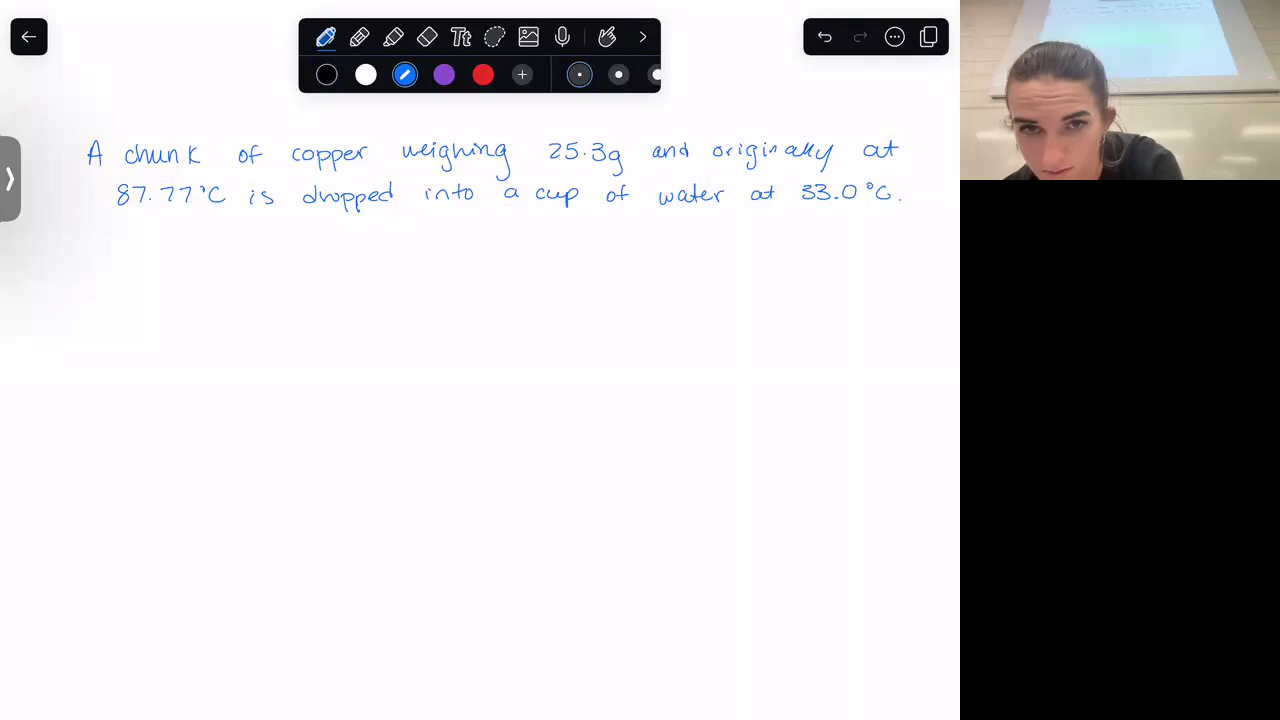 Tt
A chunk of copper weighing 25.3g and originally at
87.77°C is dropped into a cup of water at 33.0°C.